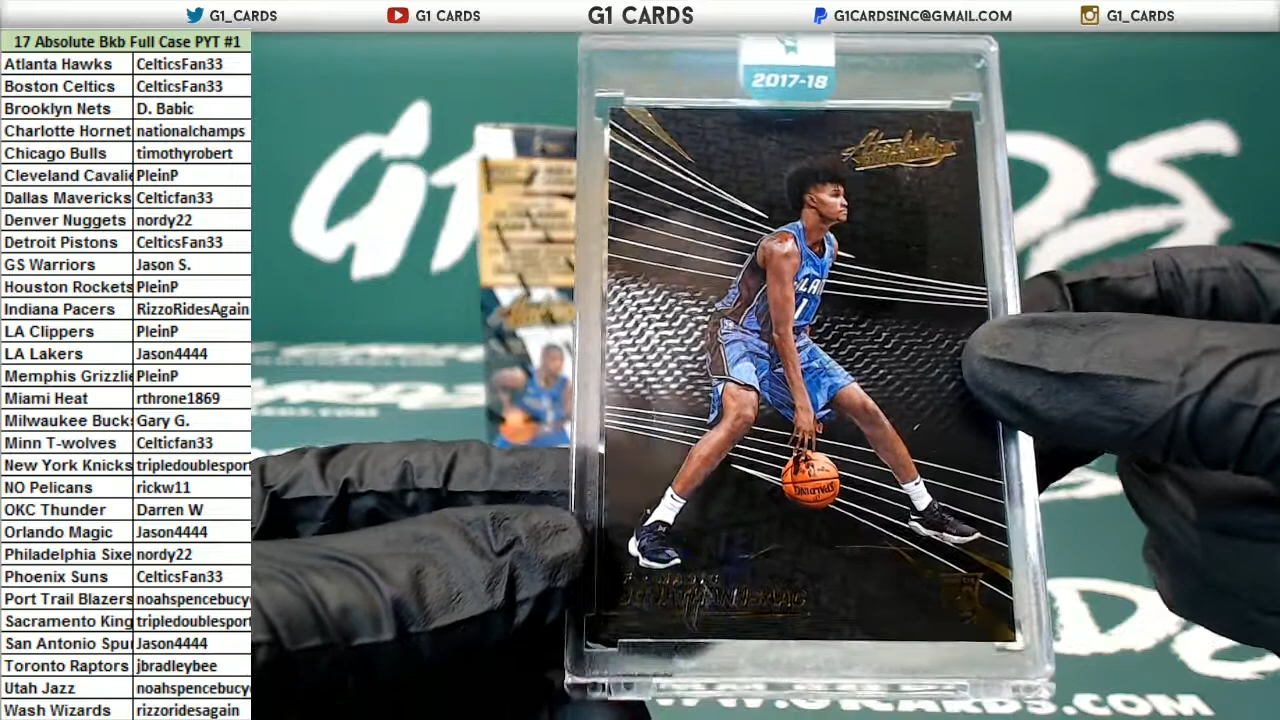 G1_CARDS
G1 CARDS
G1 CARDS
G1CARDSINC@GMAIL.COM
G1_CARDS
17 Absolute Bkb Full Case PYT #1
Atlanta Hawks CelticsFan33
Boston Celtics CelticsFan33
Brooklyn Nets D. Babic
Charlotte Hornet nationalchamps
Chicago Bulls timothyrobert
Cleveland Cavalie PleinP
Dallas Mavericks Celticfan33
Denver Nuggets nordy22
Detroit Pistons CelticsFan33
GS Warriors Jason S.
Houston Rockets PleinP
Indiana Pacers RizzoRidesAgain
LA Clippers PleinP
LA Lakers Jason4444
Memphis Grizzlie PleinP
Miami Heat rthrone1869
Milwaukee Bucks Gary G.
Minn T-wolves Celticfan33
New York Knicks tripledoublesport
NO Pelicans rickw11
OKC Thunder Darren W
Orlando Magic Jason4444
Philadelphia Sixe nordy22
Phoenix Suns CelticsFan33
Port Trail Blazers noahspencebucy
Sacramento King tripledoublesport
San Antonio Spu Jason4444
Toronto Raptors jbradleybee
Utah Jazz noahspencebucy
Wash Wizards rizzoridesagain
2017-18
Absolute
SPALDING